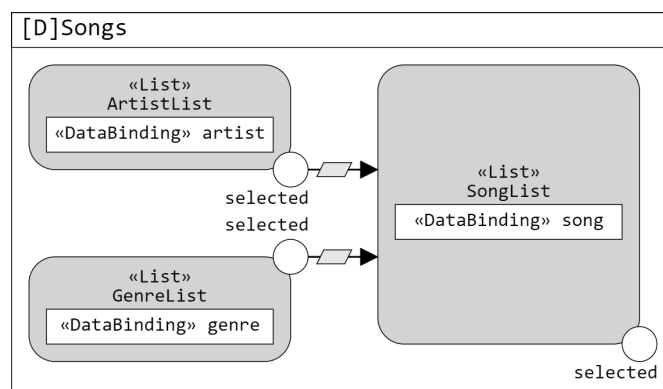 [D]Songs
«List»
ArtistList
«DataBinding» artist
selected
selected
«List»
GenreList
«DataBinding» genre
«List»
SongList
«DataBinding» song
selected